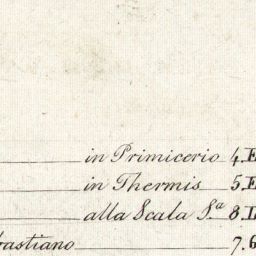 in Primicerio 4.E
in Thermis 5.E
alla Scala S.a 8.I
bastiano 7.6